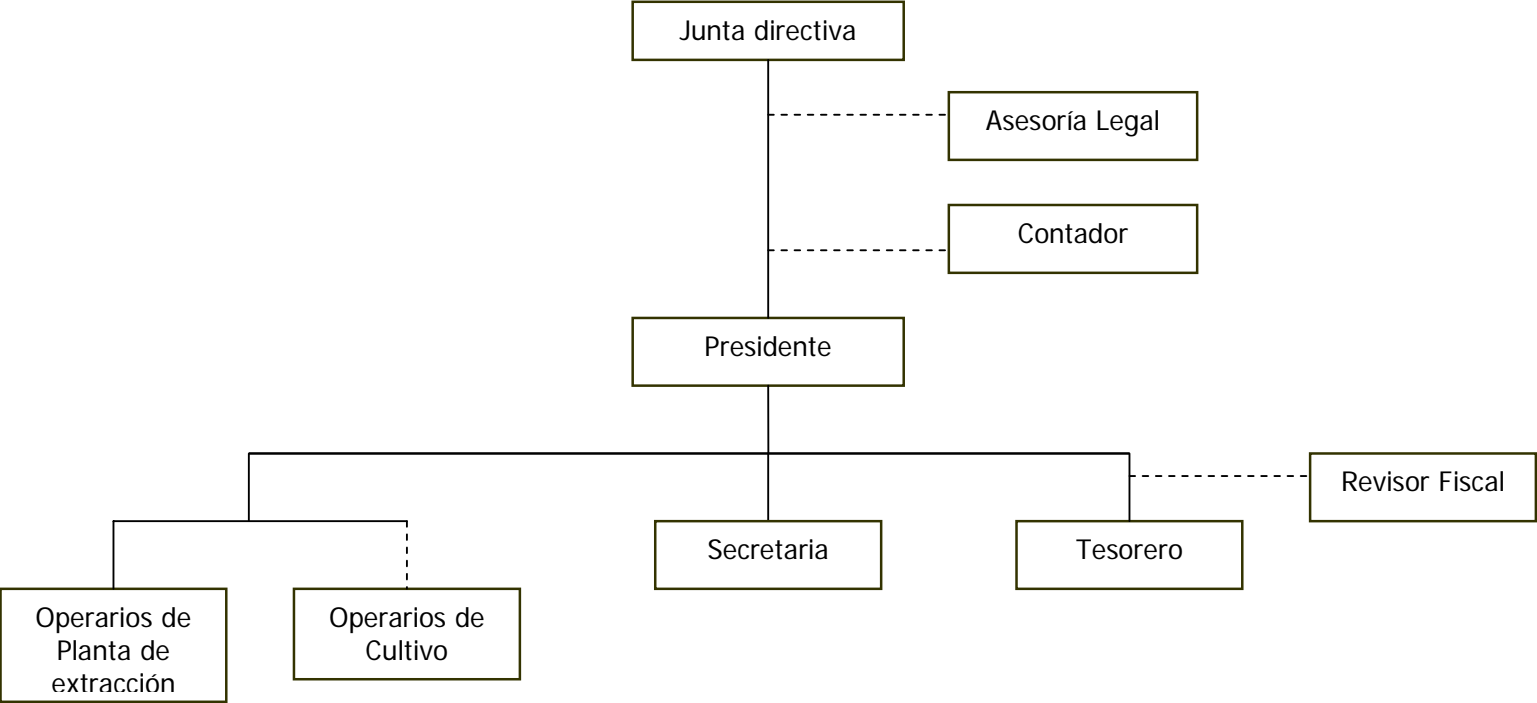 Junta directiva
Asesoría Legal
Contador
Presidente
Revisor Fiscal
Secretaria
Tesorero
Operarios de
Planta de
extracción
Operarios de
Cultivo